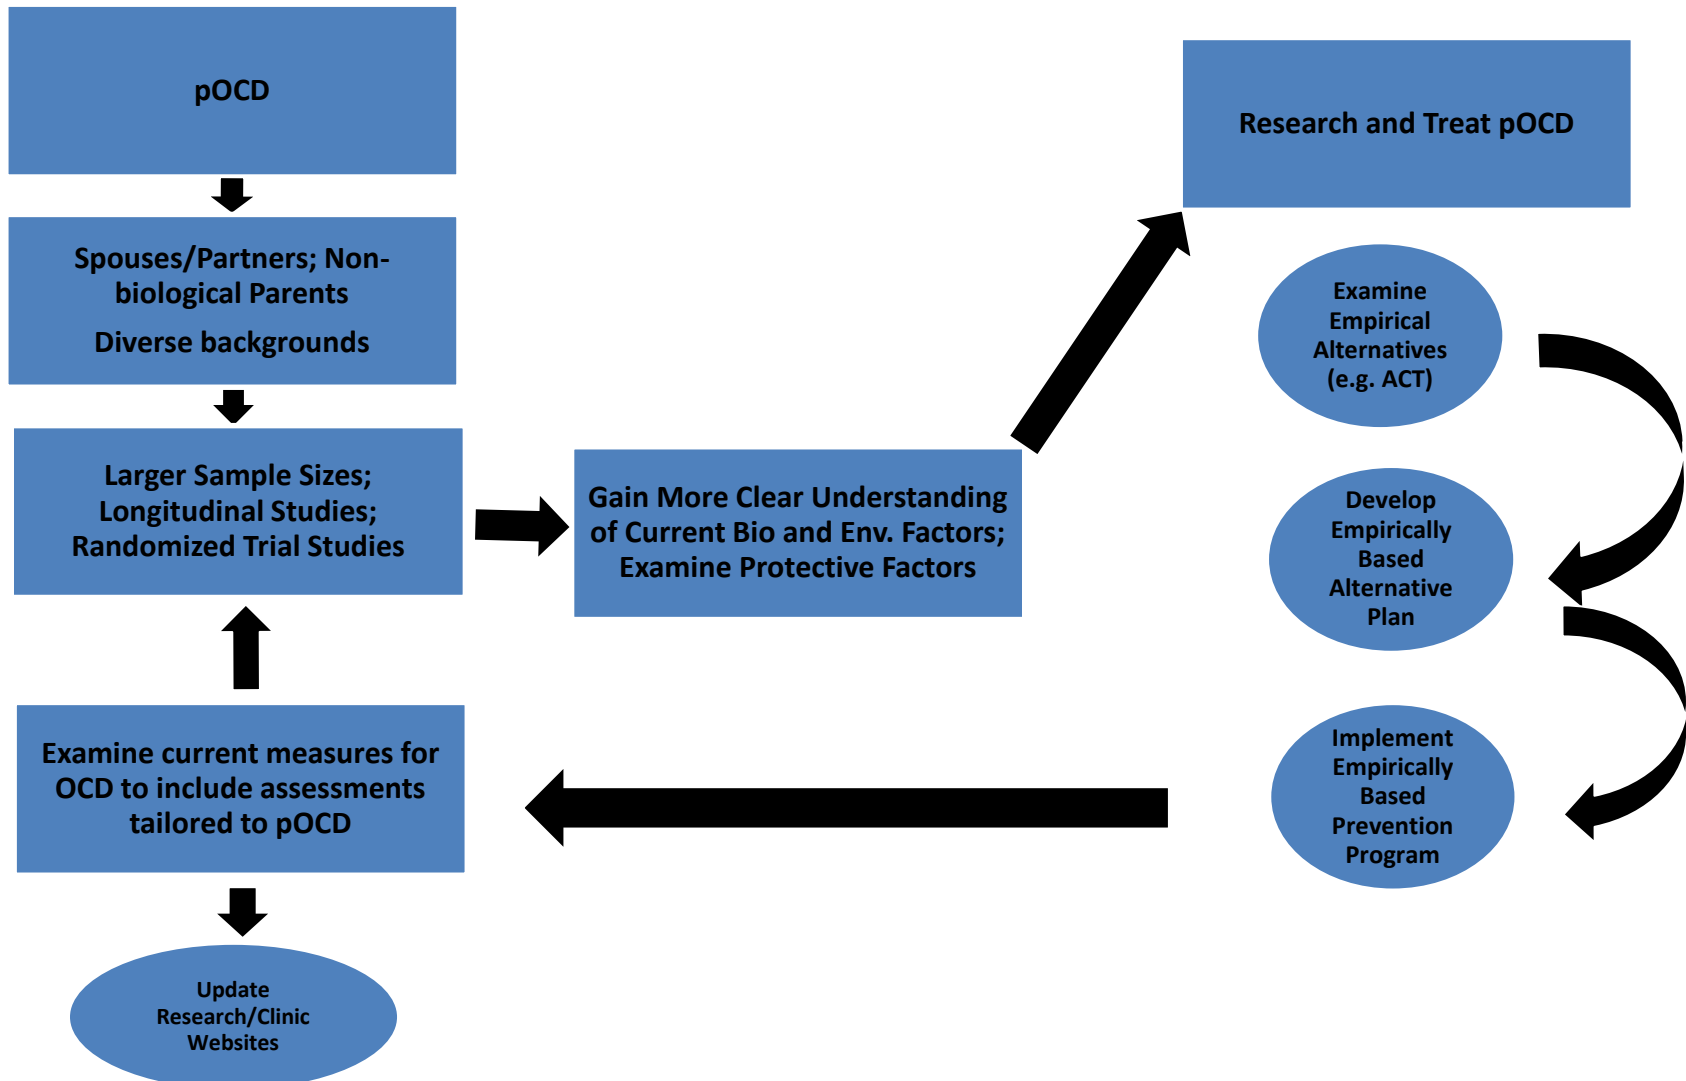 pOCD
Spouses/Partners; Non-
biological Parents
Diverse backgrounds
Larger Sample Sizes;
Longitudinal Studies;
Randomized Trial Studies
Gain More Clear Understanding
of Current Bio and Env. Factors;
Examine Protective Factors
Research and Treat pOCD
Examine
Empirical
Alternatives
(e.g. ACT)
Develop
Empirically
Based
Alternative
Plan
Implement
Empirically
Based
Prevention
Program
Examine current measures for
OCD to include assessments
tailored to pOCD
Update
Research/Clinic
Websites